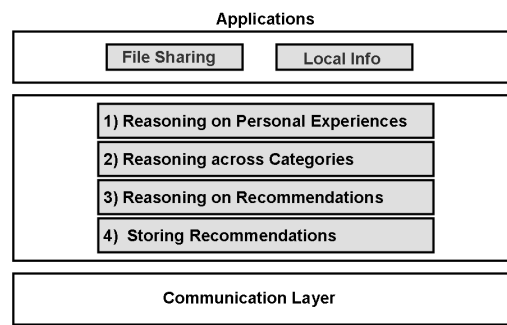 Applications
File Sharing
Local Info
1) Reasoning on Personal Experiences
2) Reasoning across Categories
3) Reasoning on Recommendations
4) Storing Recommendations
Communication Layer